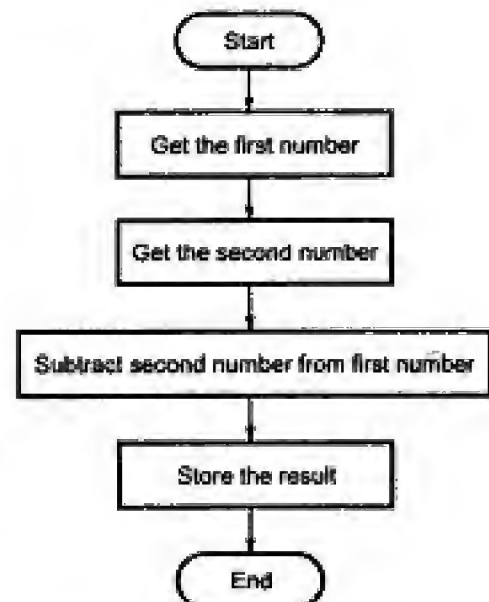 Start
Get the first number
Get the second number
Subtract second number from first number
Store the result
End